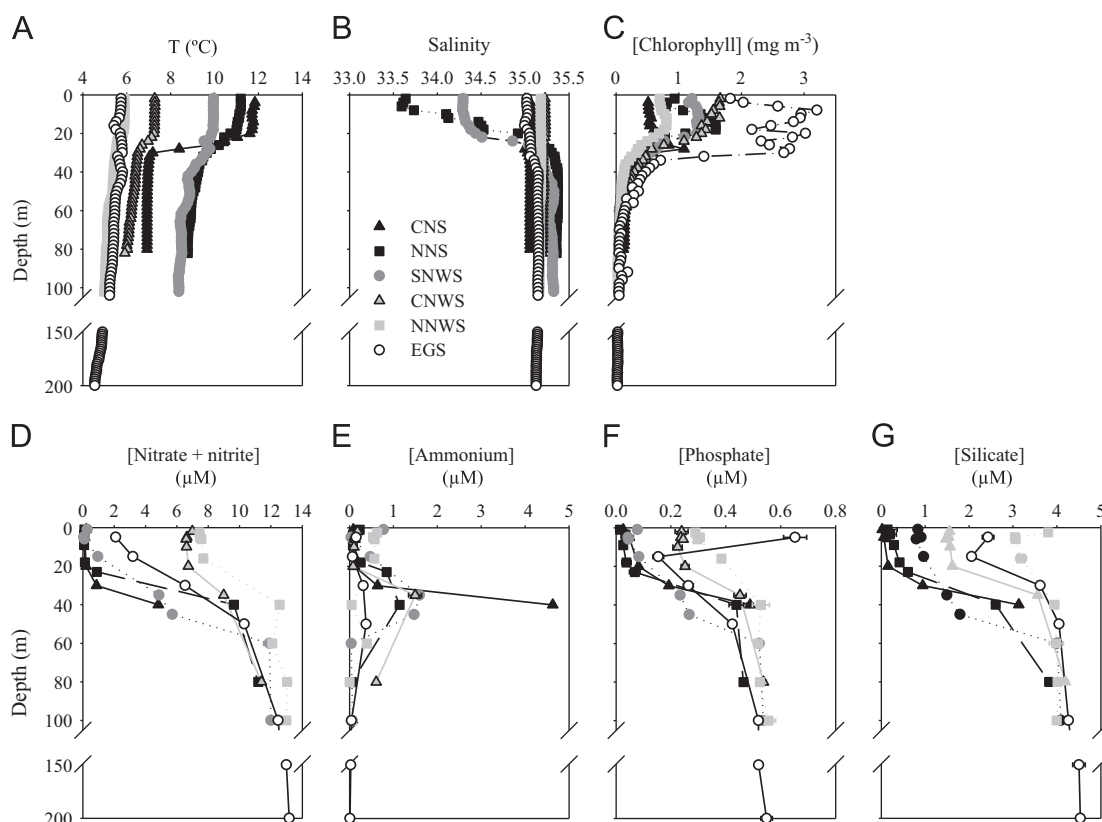 A
B
C
T (ºC)
Salinity
[Chlorophyll] (mg m-3)
4 6 8 10 12 14
33.0 33.5 34.0 34.5 35.0 35.5
0 1 2 3
0
20
40
60
80
100
150
200
Depth (m)
CNS
NNS
SNWS
CNWS
NNWS
EGS
D
E
F
G
[Nitrate + nitrite]
(µM)
[Ammonium]
(µM)
[Phosphate]
(µM)
[Silicate]
(µM)
0 2 4 6 8 10 12 14
0 1 2 3 4 5
0.0 0.2 0.4 0.6 0.8
0 1 2 3 4 5
0
20
40
60
80
100
150
200
Depth (m)